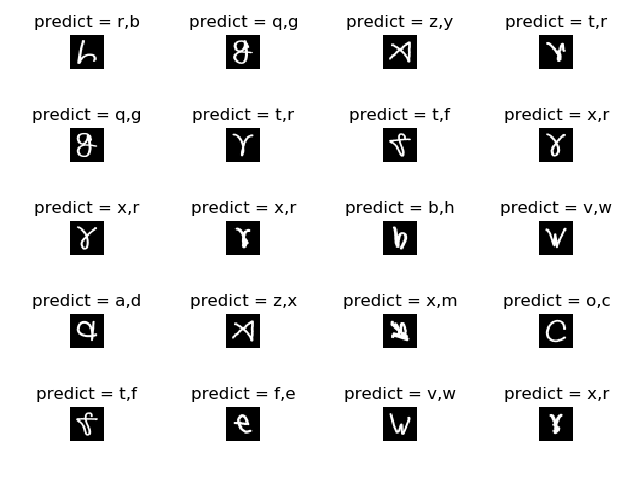 predict = r,b predict = q,g predict = z,y predict = t,r
predict = q,g predict = t,r predict = t,f predict = x,r
predict = x,r predict = x,r predict = b,h predict = v,w
predict = a,d predict = z,x predict = x,m predict = o,c
predict = t,f predict = f,e predict = v,w predict = x,r